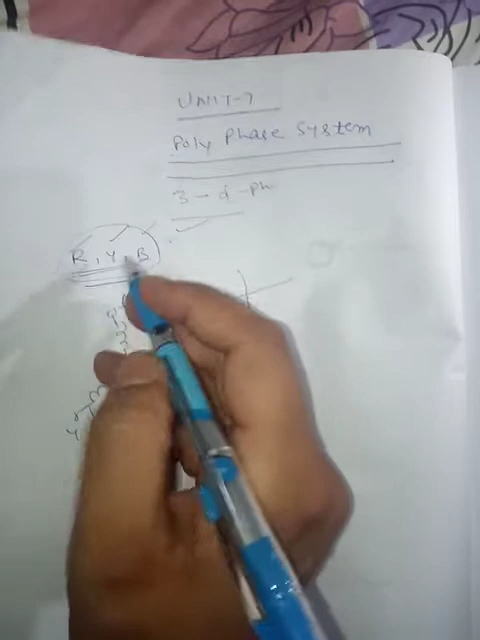 UNIT-7
Poly Phase System
3-ɸ-Ph
R, Y, B